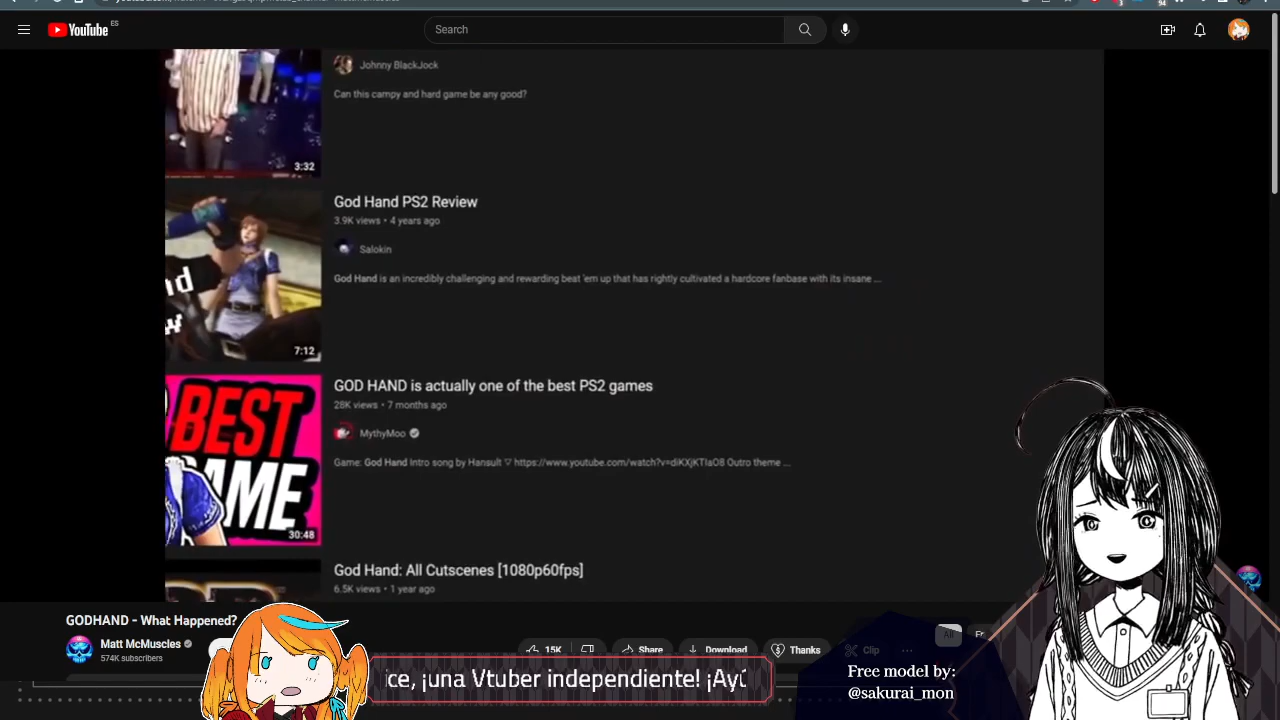 YouTube ES
Search
Johnny BlackJock
Can this campy and hard game be any good?
3:32
God Hand PS2 Review
3.9K views • 4 years ago
Salokin
God Hand is an incredibly challenging and rewarding beat 'em up that has rightly cultivated a hardcore fanbase with its insane ...
7:12
GOD HAND is actually one of the best PS2 games
28K views • 7 months ago
MythyMoo
Game: God Hand Intro song by Hansult ▽ https://www.youtube.com/watch?v=diKXjKTIaO8 Outro theme ...
BEST
GAME
30:48
God Hand: All Cutscenes [1080p60fps]
6.5K views • 1 year ago
GODHAND - What Happened?
Matt McMuscles
574K subscribers
15K
Share
Download
Thanks
Clip
All
ce, ¡una Vtuber independiente! ¡Ay
Free model by:
@sakurai_mon